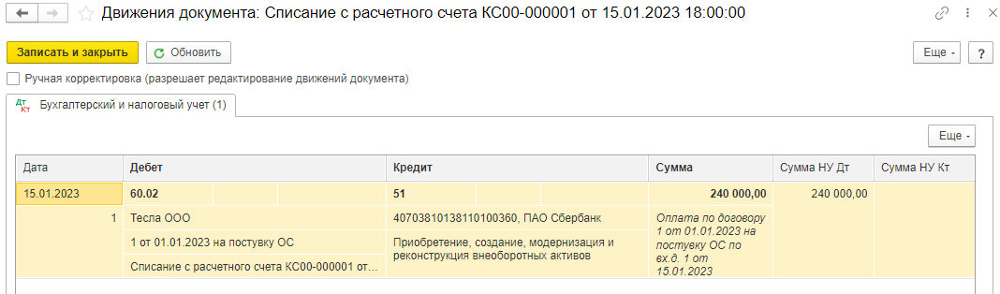 Движения документа: Списание с расчетного счета КС00-000001 от 15.01.2023 18:00:00
Записать и закрыть
Обновить
Еще
?
Ручная корректировка (разрешает редактирование движений документа)
Дт Кт
Бухгалтерский и налоговый учет (1)
Еще
Дата Дебет Кредит Сумма Сумма НУ Дт Сумма НУ Кт
15.01.2023 60.02 51 240 000,00 240 000,00
1 Тесла ООО 40703810138110100360, ПАО Сбербанк Оплата по договору
1 от 01.01.2023 на
1 от 01.01.2023 на постувку ОС Приобретение, создание, модернизация и постувку ОС по
реконструкция внеоборотных активов вх.д. 1 от
Списание с расчетного счета КС00-000001 от... 15.01.2023